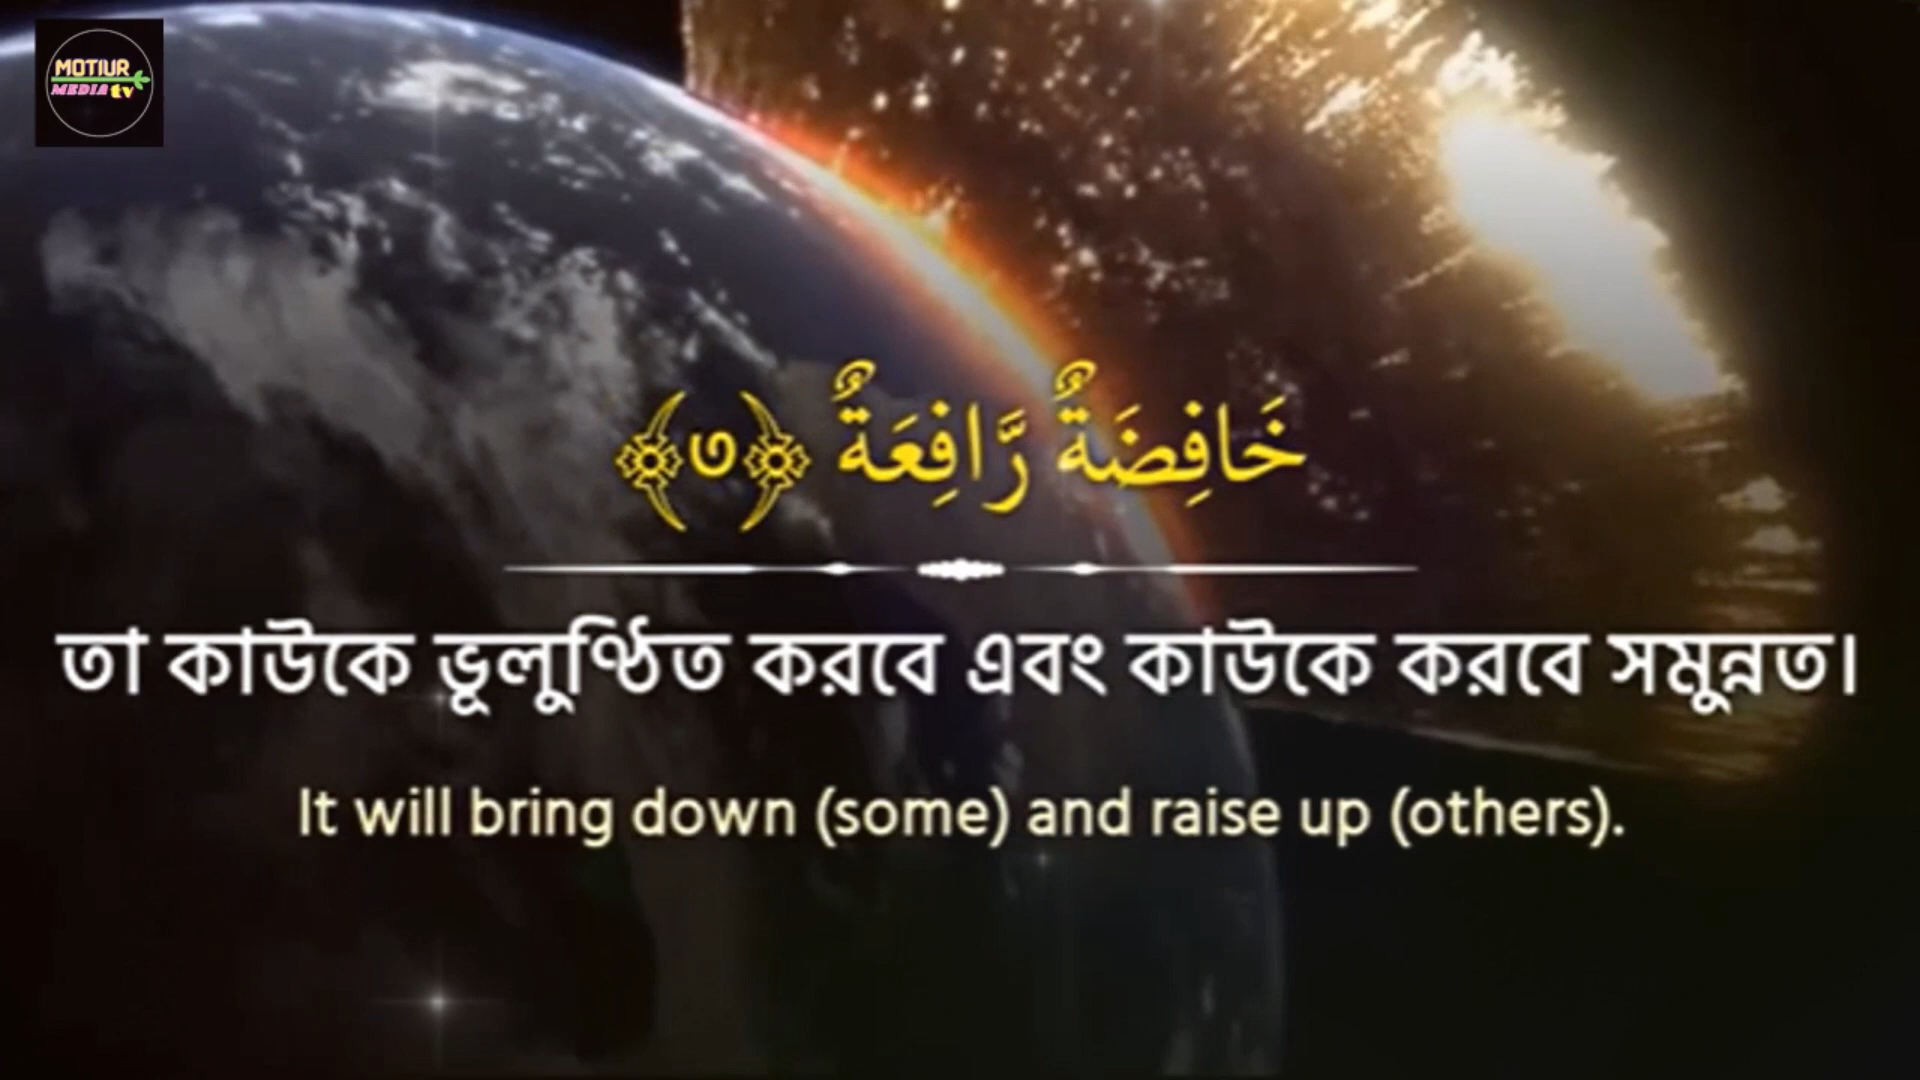 MOTIUR
MEDIA tv
خَافِضَةٌ رَّافِعَةٌ ﴿৩﴾
তা কাউকে ভূলুণ্ঠিত করবে এবং কাউকে করবে সমুন্নত।
It will bring down (some) and raise up (others).